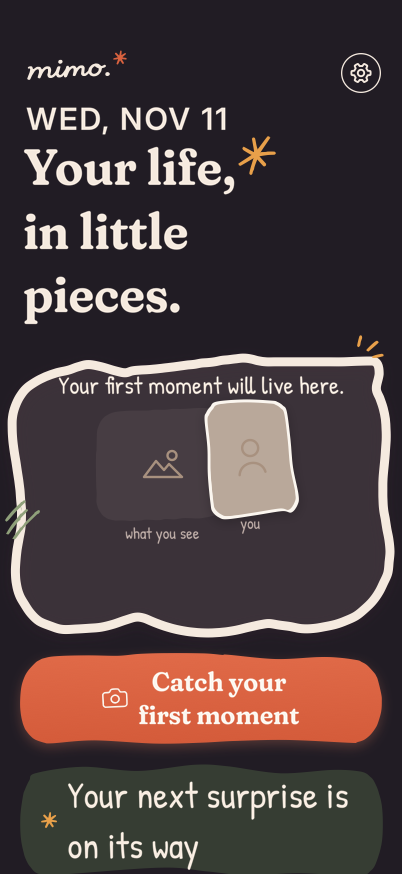 mimo.
WED, NOV 11
Your life,
in little
pieces.
Your first moment will live here.
what you see
you
Catch your
first moment
Your next surprise is
on its way